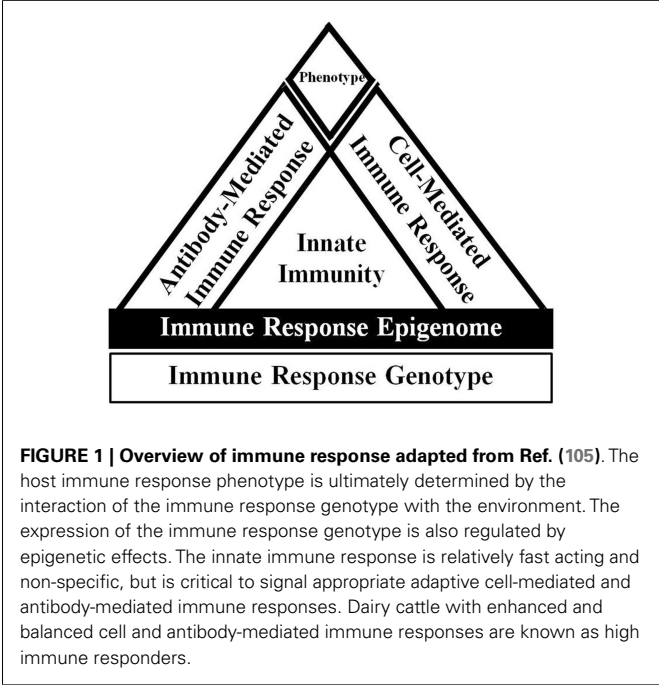 Phenotype
Antibody-Mediated
Immune Response
Cell-Mediated
Immune Response
Innate
Immunity
Immune Response Epigenome
Immune Response Genotype
FIGURE 1 | Overview of immune response adapted from Ref. (105). The
host immune response phenotype is ultimately determined by the
interaction of the immune response genotype with the environment. The
expression of the immune response genotype is also regulated by
epigenetic effects. The innate immune response is relatively fast acting and
non-specific, but is critical to signal appropriate adaptive cell-mediated and
antibody-mediated immune responses. Dairy cattle with enhanced and
balanced cell and antibody-mediated immune responses are known as high
immune responders.